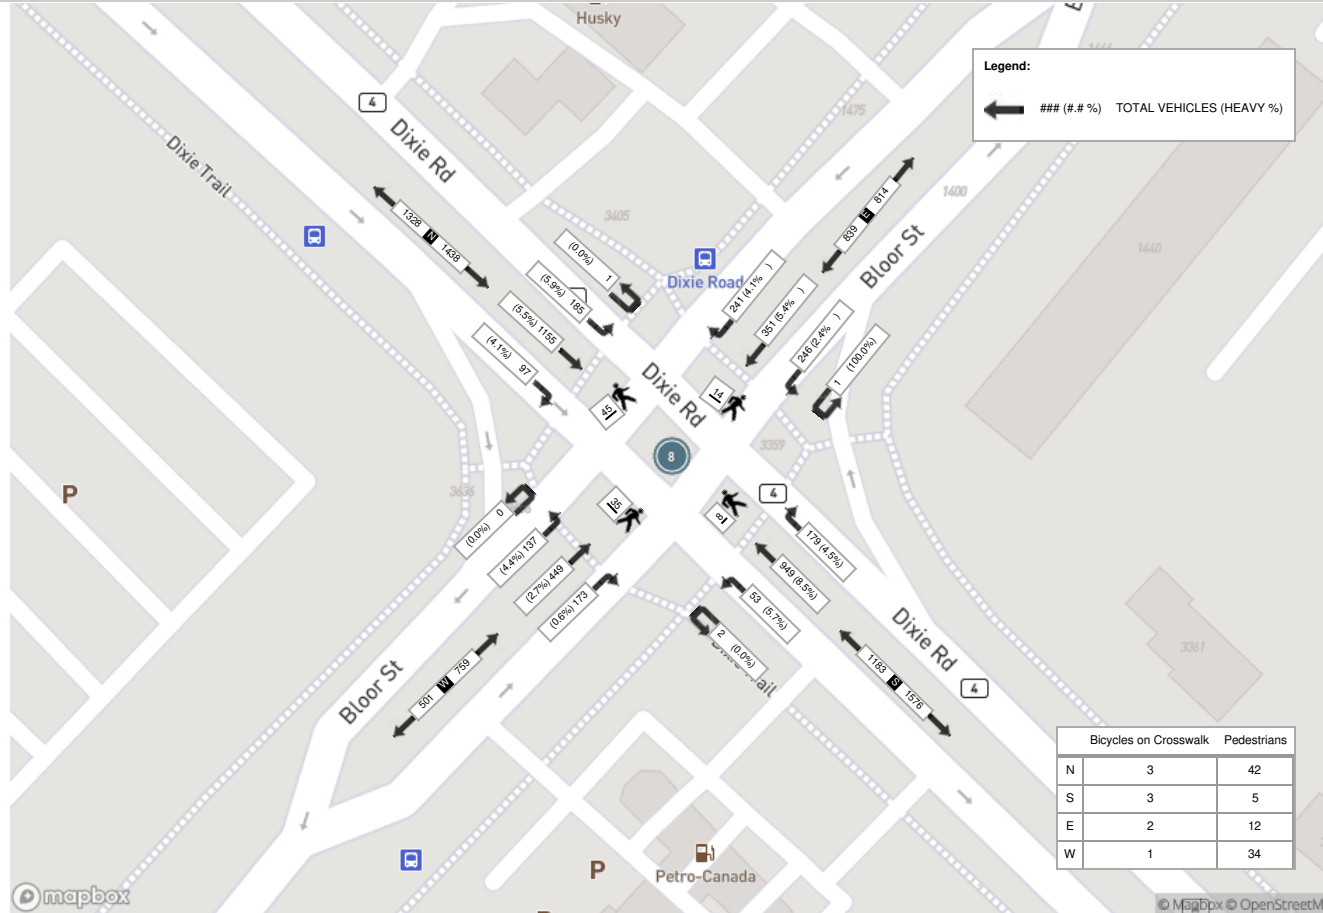 Husky
E
1444
Legend:
### (#.# %) TOTAL VEHICLES (HEAVY %)
4
Dixie Rd
1475
Dixie Trail
1400
3405
1328 N 1438
839 E 814
Bloor St
1440
Dixie Road
(0.0%) 1
(5.9%) 185
(5.5%) 1155
(4.1%) 97
241 (4.1% )
351 (5.4% )
246 (2.4% )
1 (100.0%)
Dixie Rd
45
14
8
3359
P
3636
4
35
8
(0.0%) 0
(4.4%) 137
(2.7%) 449
(0.6%) 173
179 (4.5%)
949 (8.5%)
53 (5.7%)
2 (0.0%)
Dixie Rd
3361
Bloor St
501 W 759
1183 S 1576
4
Bicycles on Crosswalk Pedestrians
N 3 42
S 3 5
E 2 12
W 1 34
P
Petro-Canada
mapbox
© Mapbox © OpenStreetM